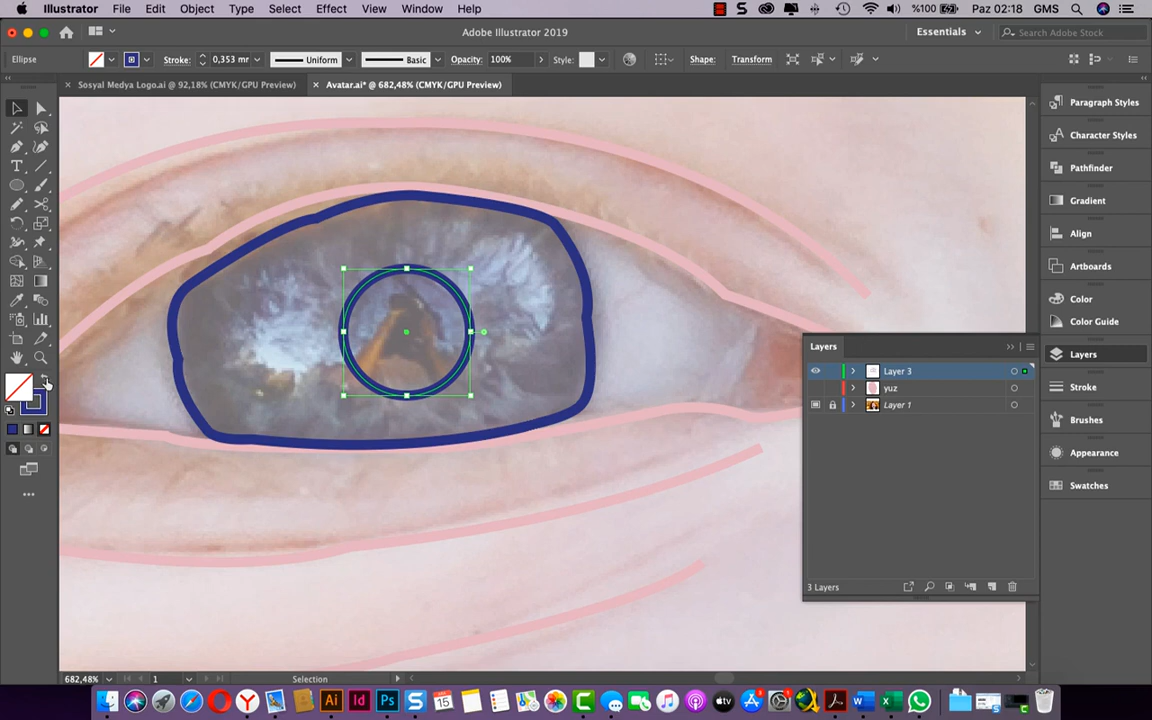 Illustrator File Edit Object Type Select Effect View Window Help %100 Paz 02:18 GMS
Adobe Illustrator 2019 Essentials Search Adobe Stock
Ellipse Stroke: 0,353 mr Uniform Basic Opacity: 100% Style: Shape: Transform
Sosyal Medya Logo.ai @ 92,18% (CMYK/GPU Preview) Avatar.ai* @ 682,48% (CMYK/GPU Preview)
Paragraph Styles
Character Styles
Pathfinder
Gradient
Align
Artboards
Color
Color Guide
Layers
Stroke
Brushes
Appearance
Swatches
Layers
Layer 3
yuz
Layer 1
3 Layers
682,48% 1 Selection